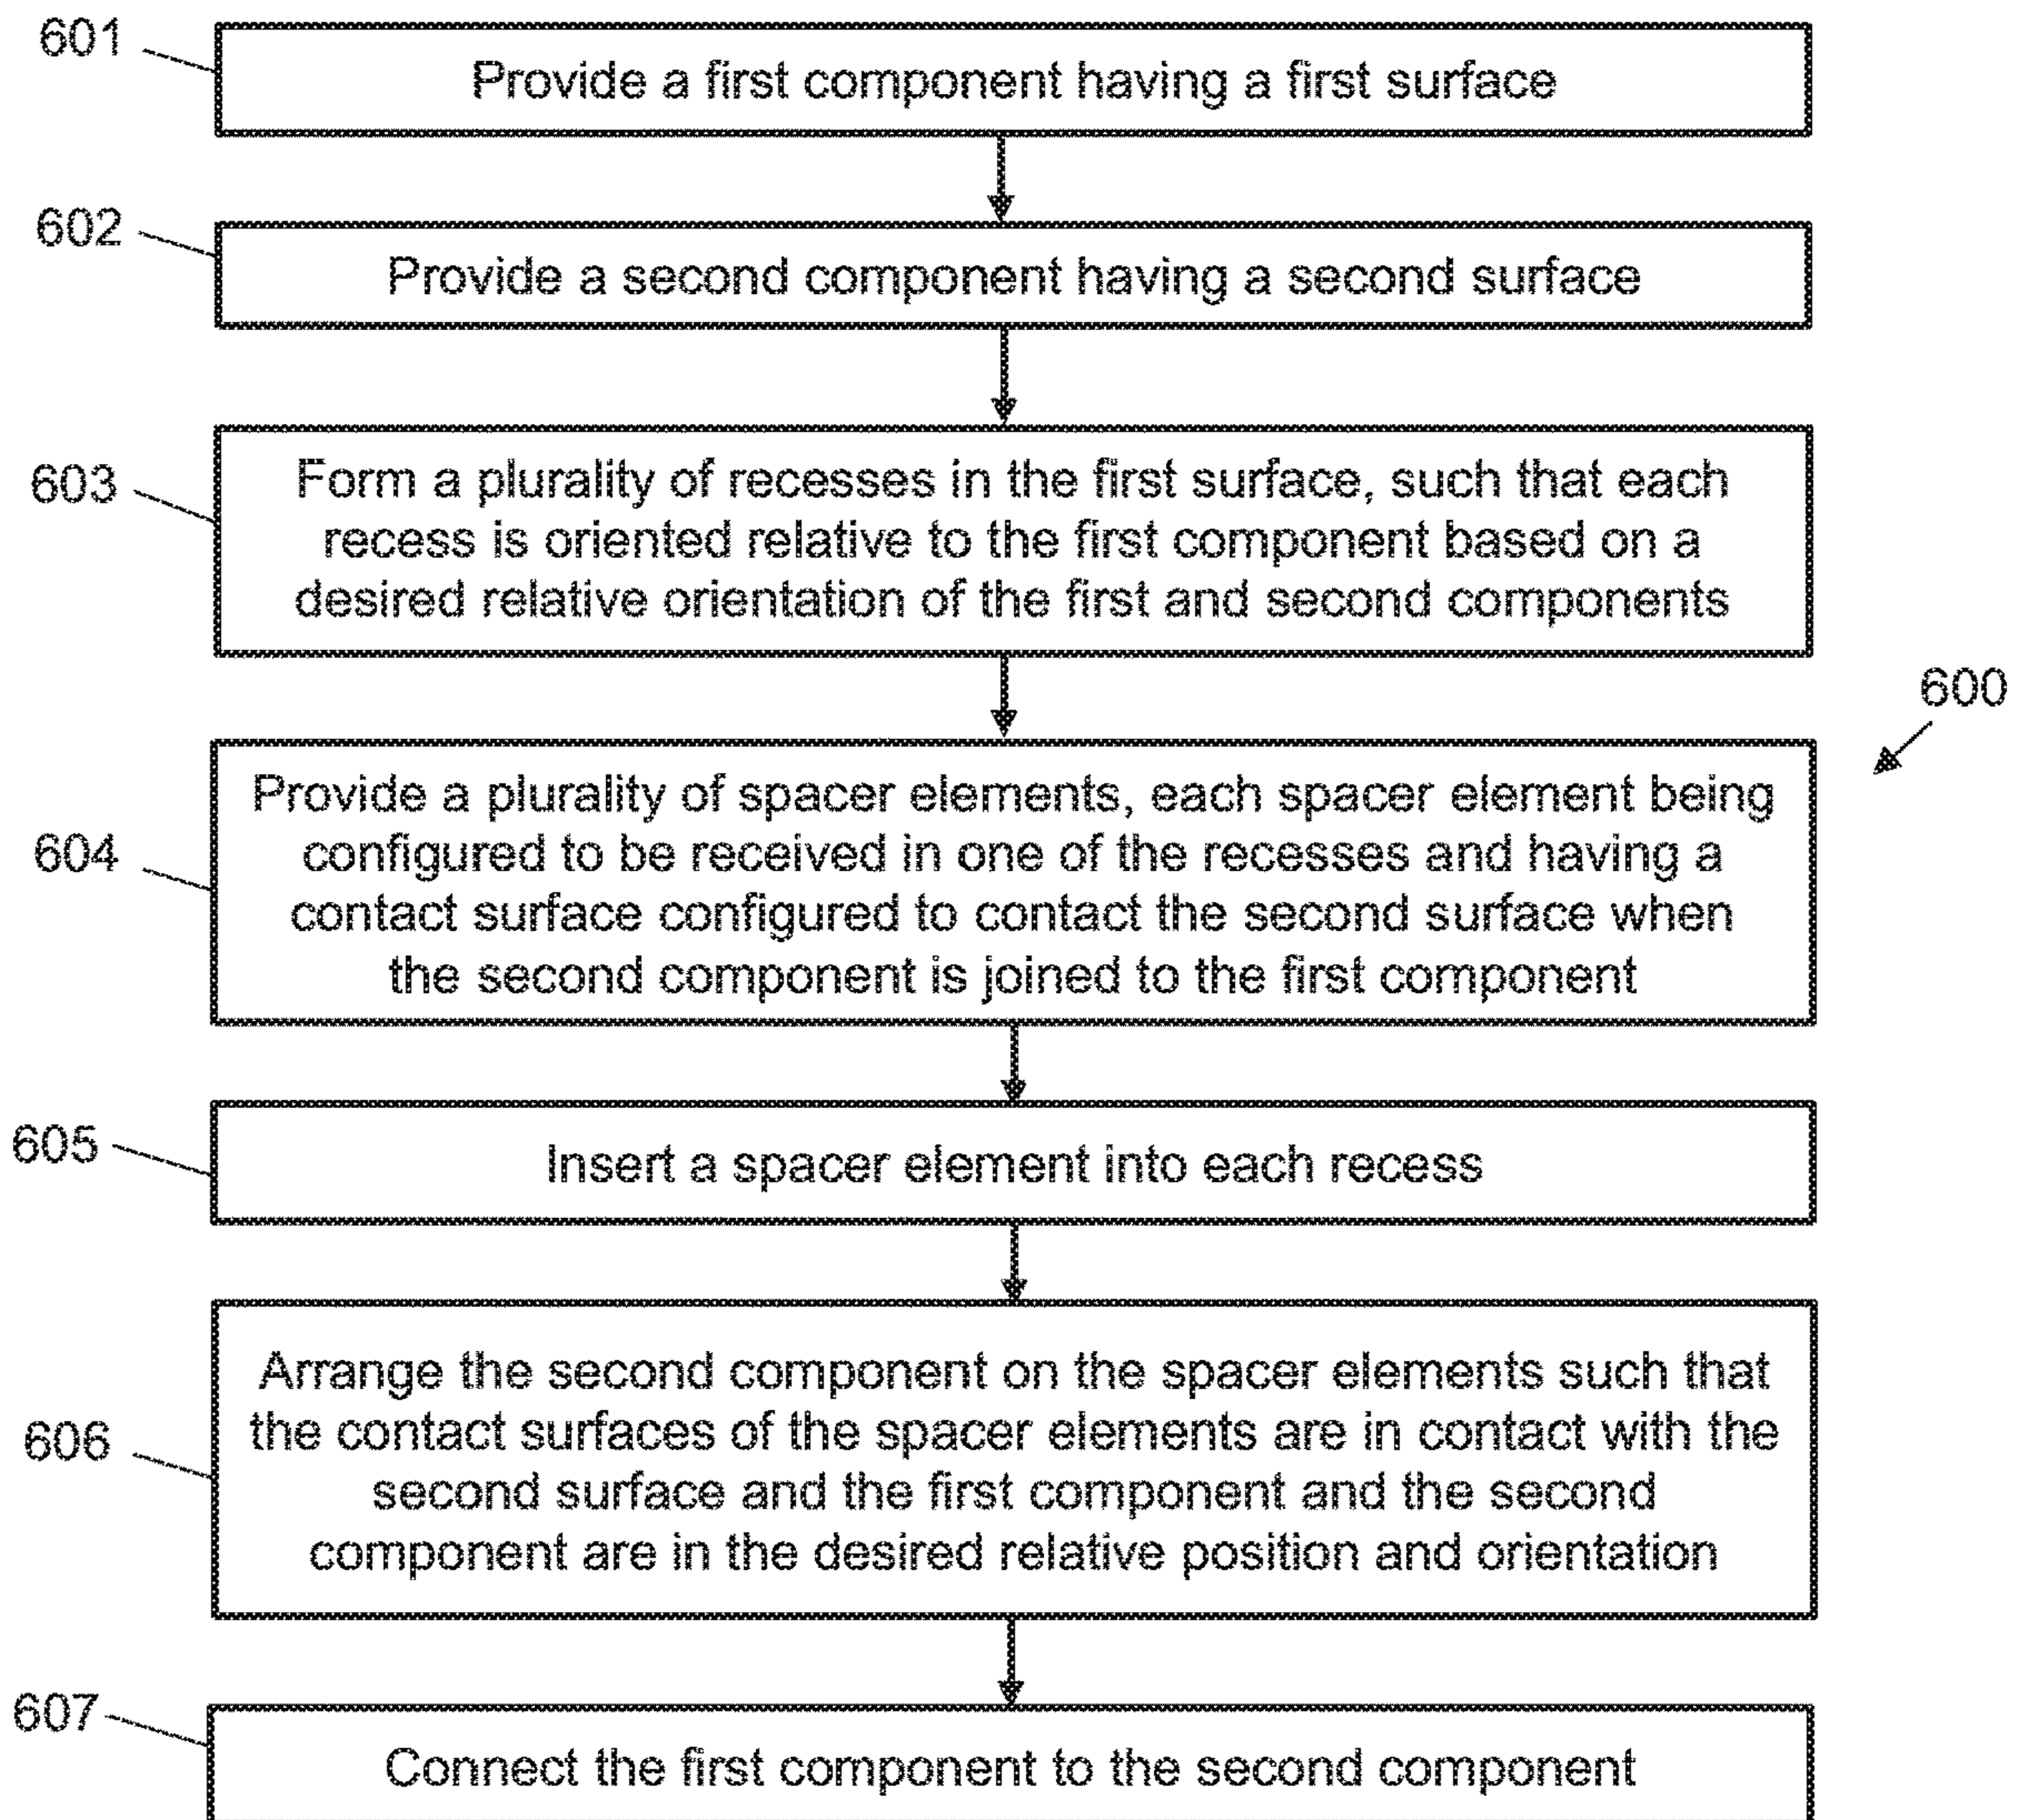 601
Provide a first component having a first surface
602
Provide a second component having a second surface
603
Form a plurality of recesses in the first surface, such that each
recess is oriented relative to the first component based on a
desired relative orientation of the first and second components
600
604
Provide a plurality of spacer elements, each spacer element being
configured to be received in one of the recesses and having a
contact surface configured to contact the second surface when
the second component is joined to the first component
605
Insert a spacer element into each recess
606
Arrange the second component on the spacer elements such that
the contact surfaces of the spacer elements are in contact with the
second surface and the first component and the second
component are in the desired relative position and orientation
607
Connect the first component to the second component